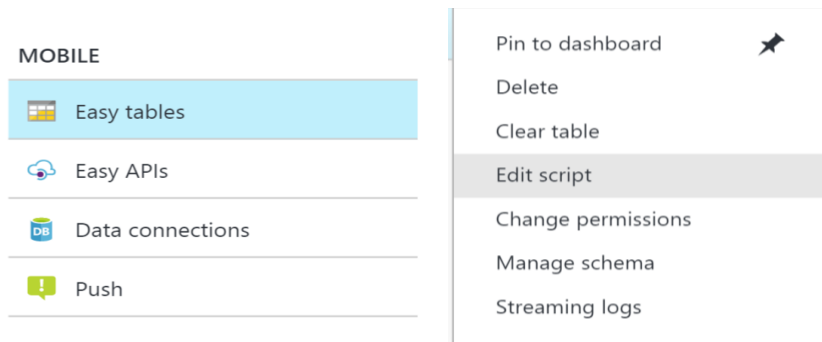 MOBILE
Easy tables
Easy APIs
DB
Data connections
Push
Pin to dashboard
Delete
Clear table
Edit script
Change permissions
Manage schema
Streaming logs